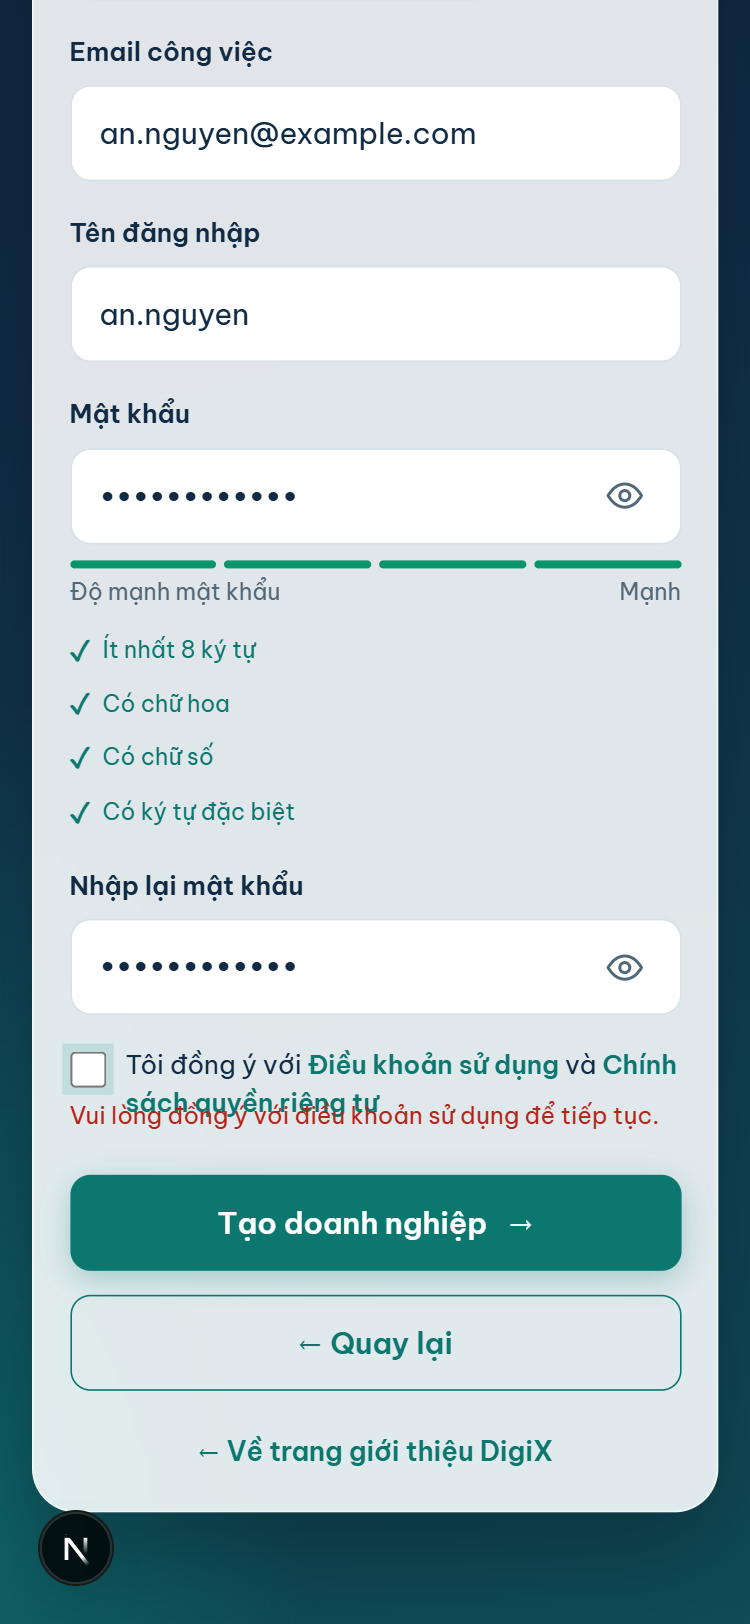 Email công việc
an.nguyen@example.com
Tên đăng nhập
an.nguyen
Mật khẩu
••••••••••••
Độ mạnh mật khẩu Mạnh
✓ Ít nhất 8 ký tự
✓ Có chữ hoa
✓ Có chữ số
✓ Có ký tự đặc biệt
Nhập lại mật khẩu
••••••••••••
Tôi đồng ý với Điều khoản sử dụng và Chính
sách quyền riêng tư
Vui lòng đồng ý với điều khoản sử dụng để tiếp tục.
Tạo doanh nghiệp →
← Quay lại
← Về trang giới thiệu DigiX
N